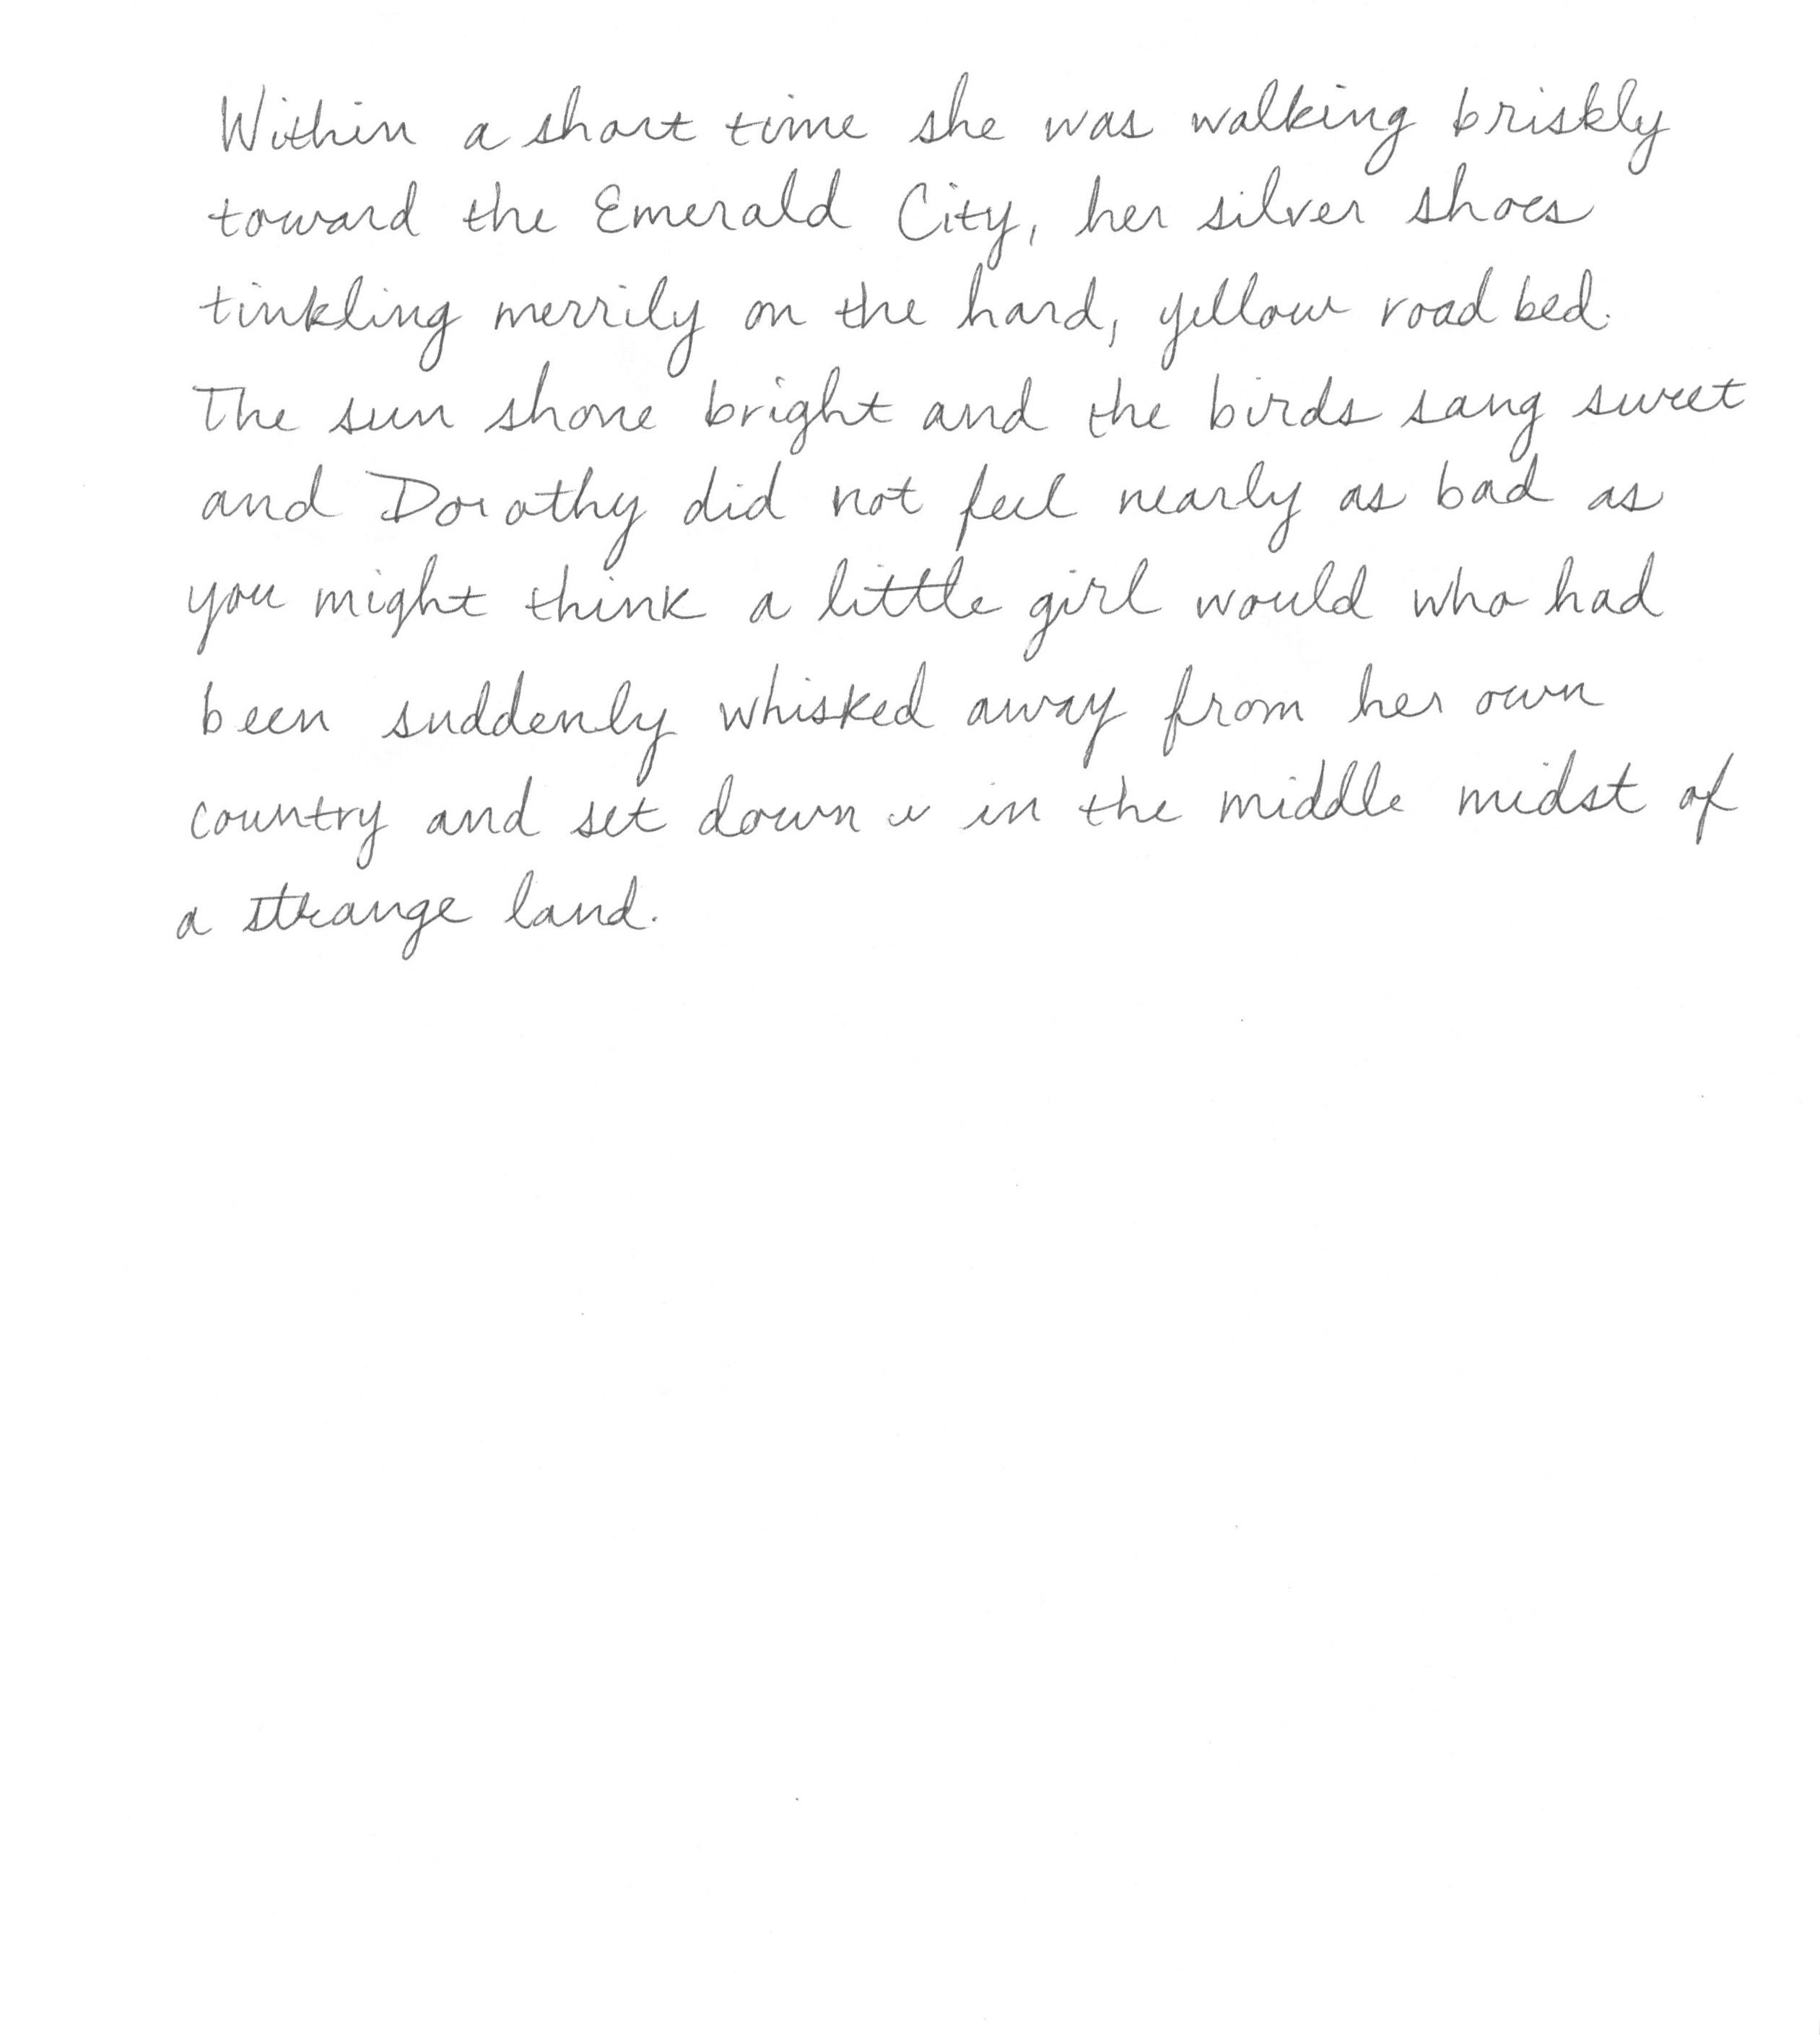 Within a short time she was walking briskly
toward the Emerald City, her silver shoes
tinkling merrily on the hard, yellow road bed.
The sun shone bright and the birds sang sweet
and Dorothy did not feel nearly as bad as
you might think a little girl would who had
been suddenly whisked away from her own
country and set down in the middle midst of
a strange land.